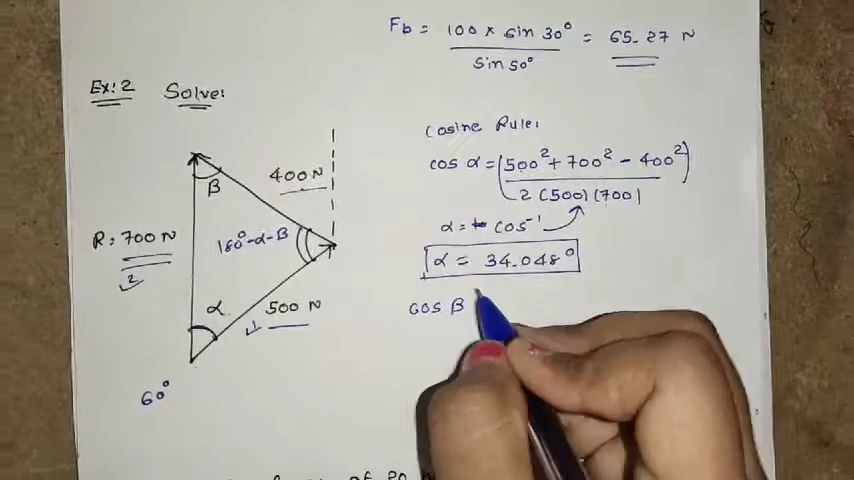 Fb = 100 x sin 30° = 65.27 N
sin 50°
Ex: 2 Solve:
β
400 N
R = 700 N
180° - α - β
α
500 N
60°
Cosine Rule:
cos α = (500² + 700² - 400²)
2 (500) (700)
α = cos⁻¹
α = 34.048°
cos β